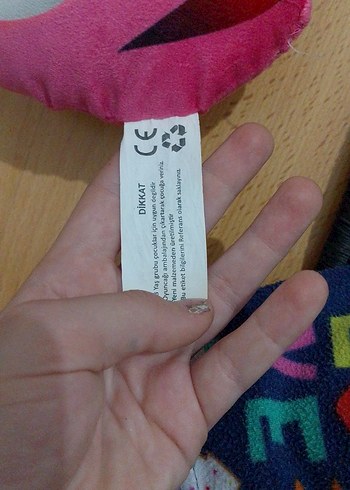 CE
DİKKAT
Yaş grubu çocuklar için uygun değildir
Oyuncağı ambalajından çıkartarak çocuğa veriniz.
Yeni malzemeden üretilmiştir
Bu etiket bilgilerini Referans olarak saklayınız.
E